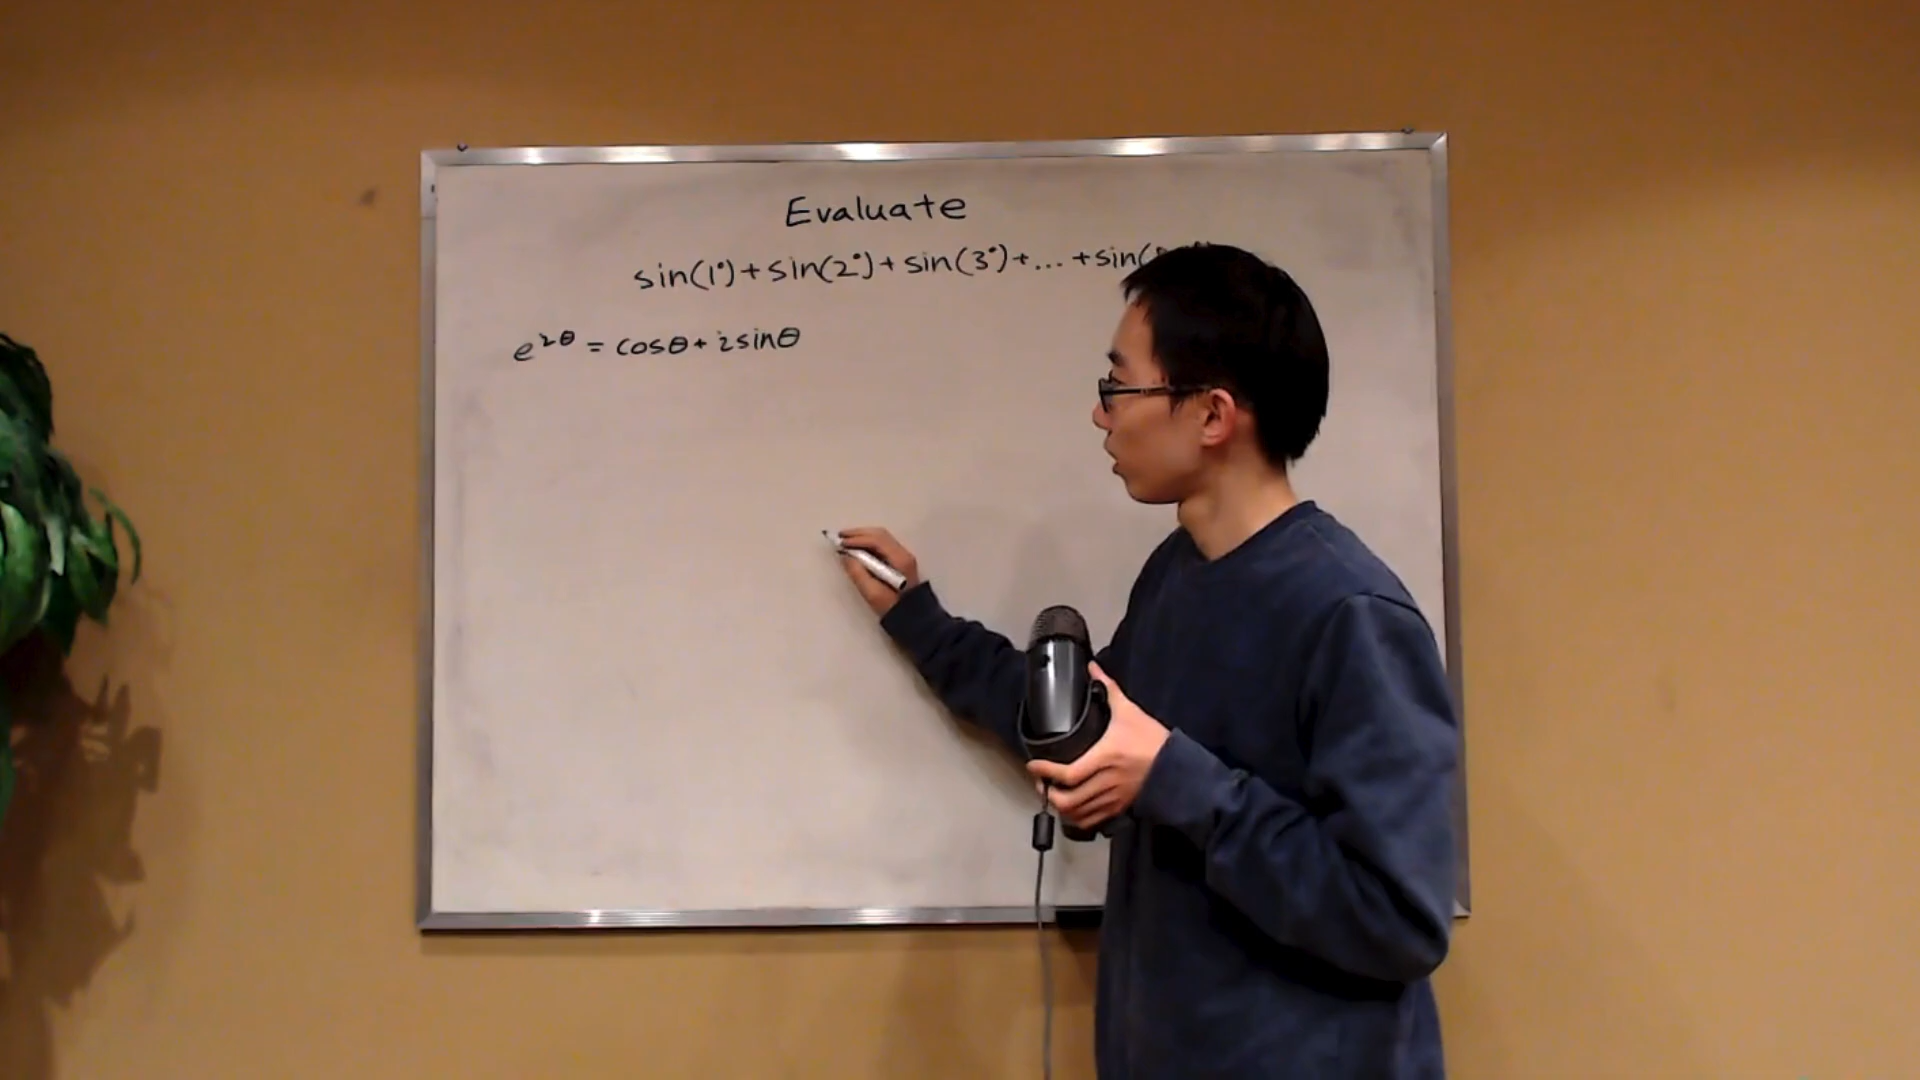 Evaluate
sin(1°)+sin(2°)+sin(3°)+...+sin(
e^iθ = cosθ + isinθ